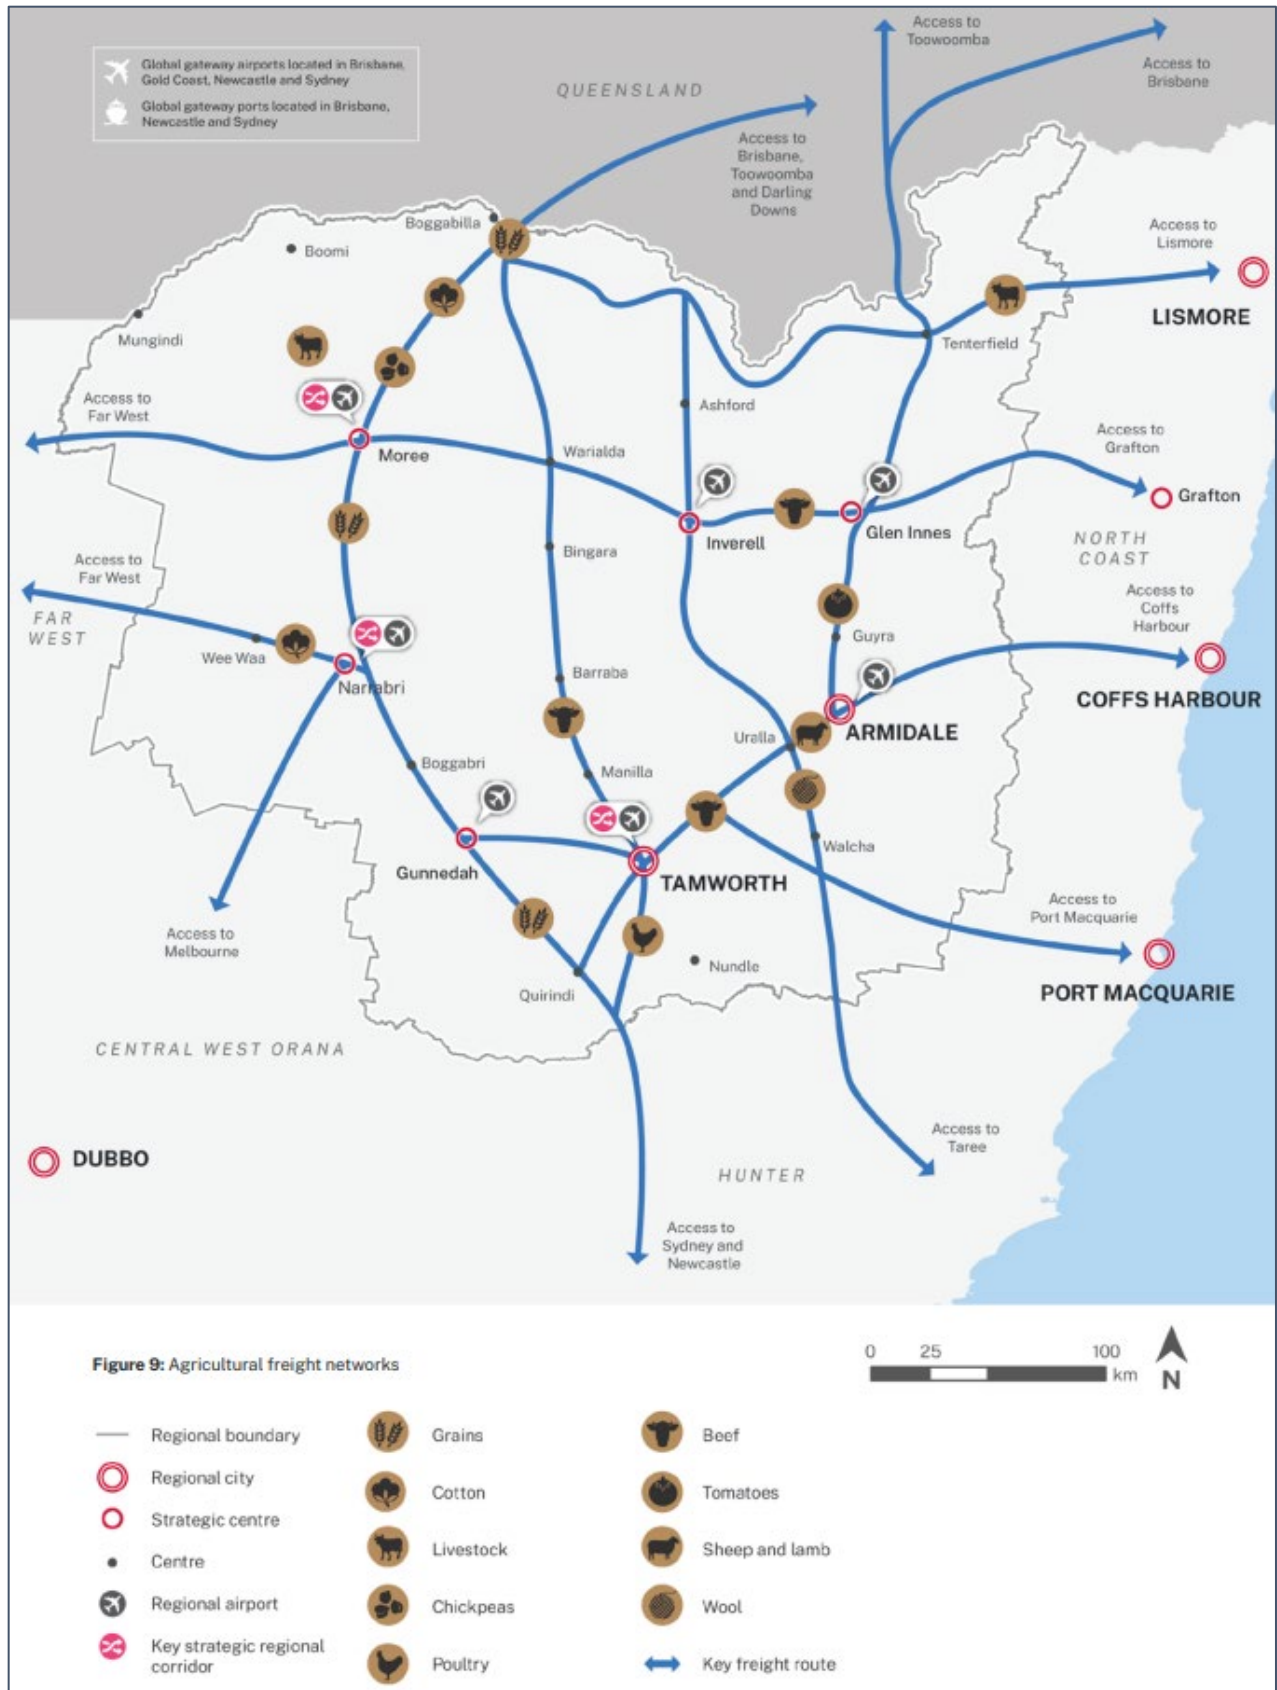 Access to
Toowoomba
Access to
Brisbane
Global gateway airports located in Brisbane,
Gold Coast, Newcastle and Sydney
Global gateway ports located in Brisbane,
Newcastle and Sydney
QUEENSLAND
Access to
Brisbane,
Toowoomba
and Darling
Downs
Boggabilla
Boomi
Access to
Lismore
LISMORE
Mungindi
Tenterfield
Access to
Far West
Ashford
Moree
Warialda
Access to
Grafton
Grafton
Inverell
Glen Innes
NORTH
COAST
Bingara
Access to
Far West
FAR
WEST
Access to
Coffs
Harbour
Wee Waa
Guyra
Narrabri
Barraba
COFFS HARBOUR
Uralla
ARMIDALE
Boggabri
Manilla
Walcha
Gunnedah
TAMWORTH
Access to
Port Macquarie
Access to
Melbourne
Nundle
Quirindi
PORT MACQUARIE
CENTRAL WEST ORANA
Access to
Taree
DUBBO
HUNTER
Access to
Sydney and
Newcastle
Figure 9: Agricultural freight networks
0 25 100
km
N
Regional boundary
Regional city
Strategic centre
Centre
Regional airport
Key strategic regional
corridor
Grains
Cotton
Livestock
Chickpeas
Poultry
Beef
Tomatoes
Sheep and lamb
Wool
Key freight route